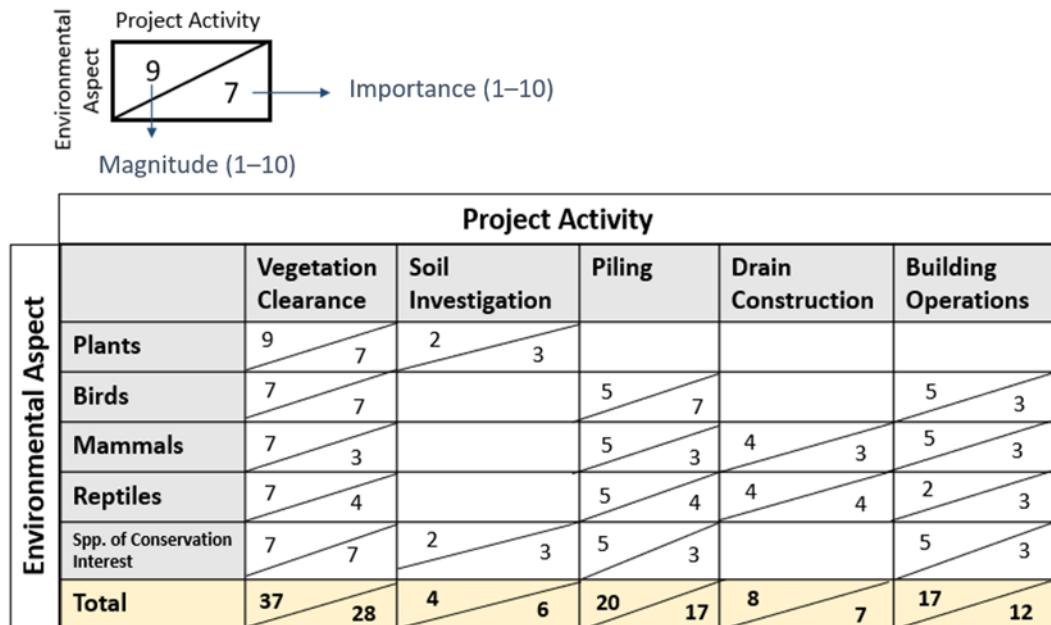 Project Activity
Environmental
Aspect
9
7
Importance (1–10)
Magnitude (1–10)
Project Activity
Environmental Aspect
Vegetation Clearance
Soil Investigation
Piling
Drain Construction
Building Operations
Plants 9 7 2 3
Birds 7 7 5 7 5 3
Mammals 7 3 5 3 4 3 5 3
Reptiles 7 4 5 4 4 4 2 3
Spp. of Conservation
Interest
7 7 2 3 5 3 5 3
Total 37 28 4 6 20 17 8 7 17 12